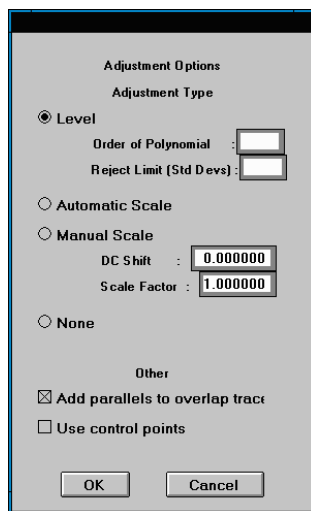 Adjustment Options
Adjustment Type
Level
Order of Polynomial :
Reject Limit (Std Devs) :
Automatic Scale
Manual Scale
DC Shift : 0.000000
Scale Factor : 1.000000
None
Other
Add parallels to overlap trace
Use control points
OK Cancel